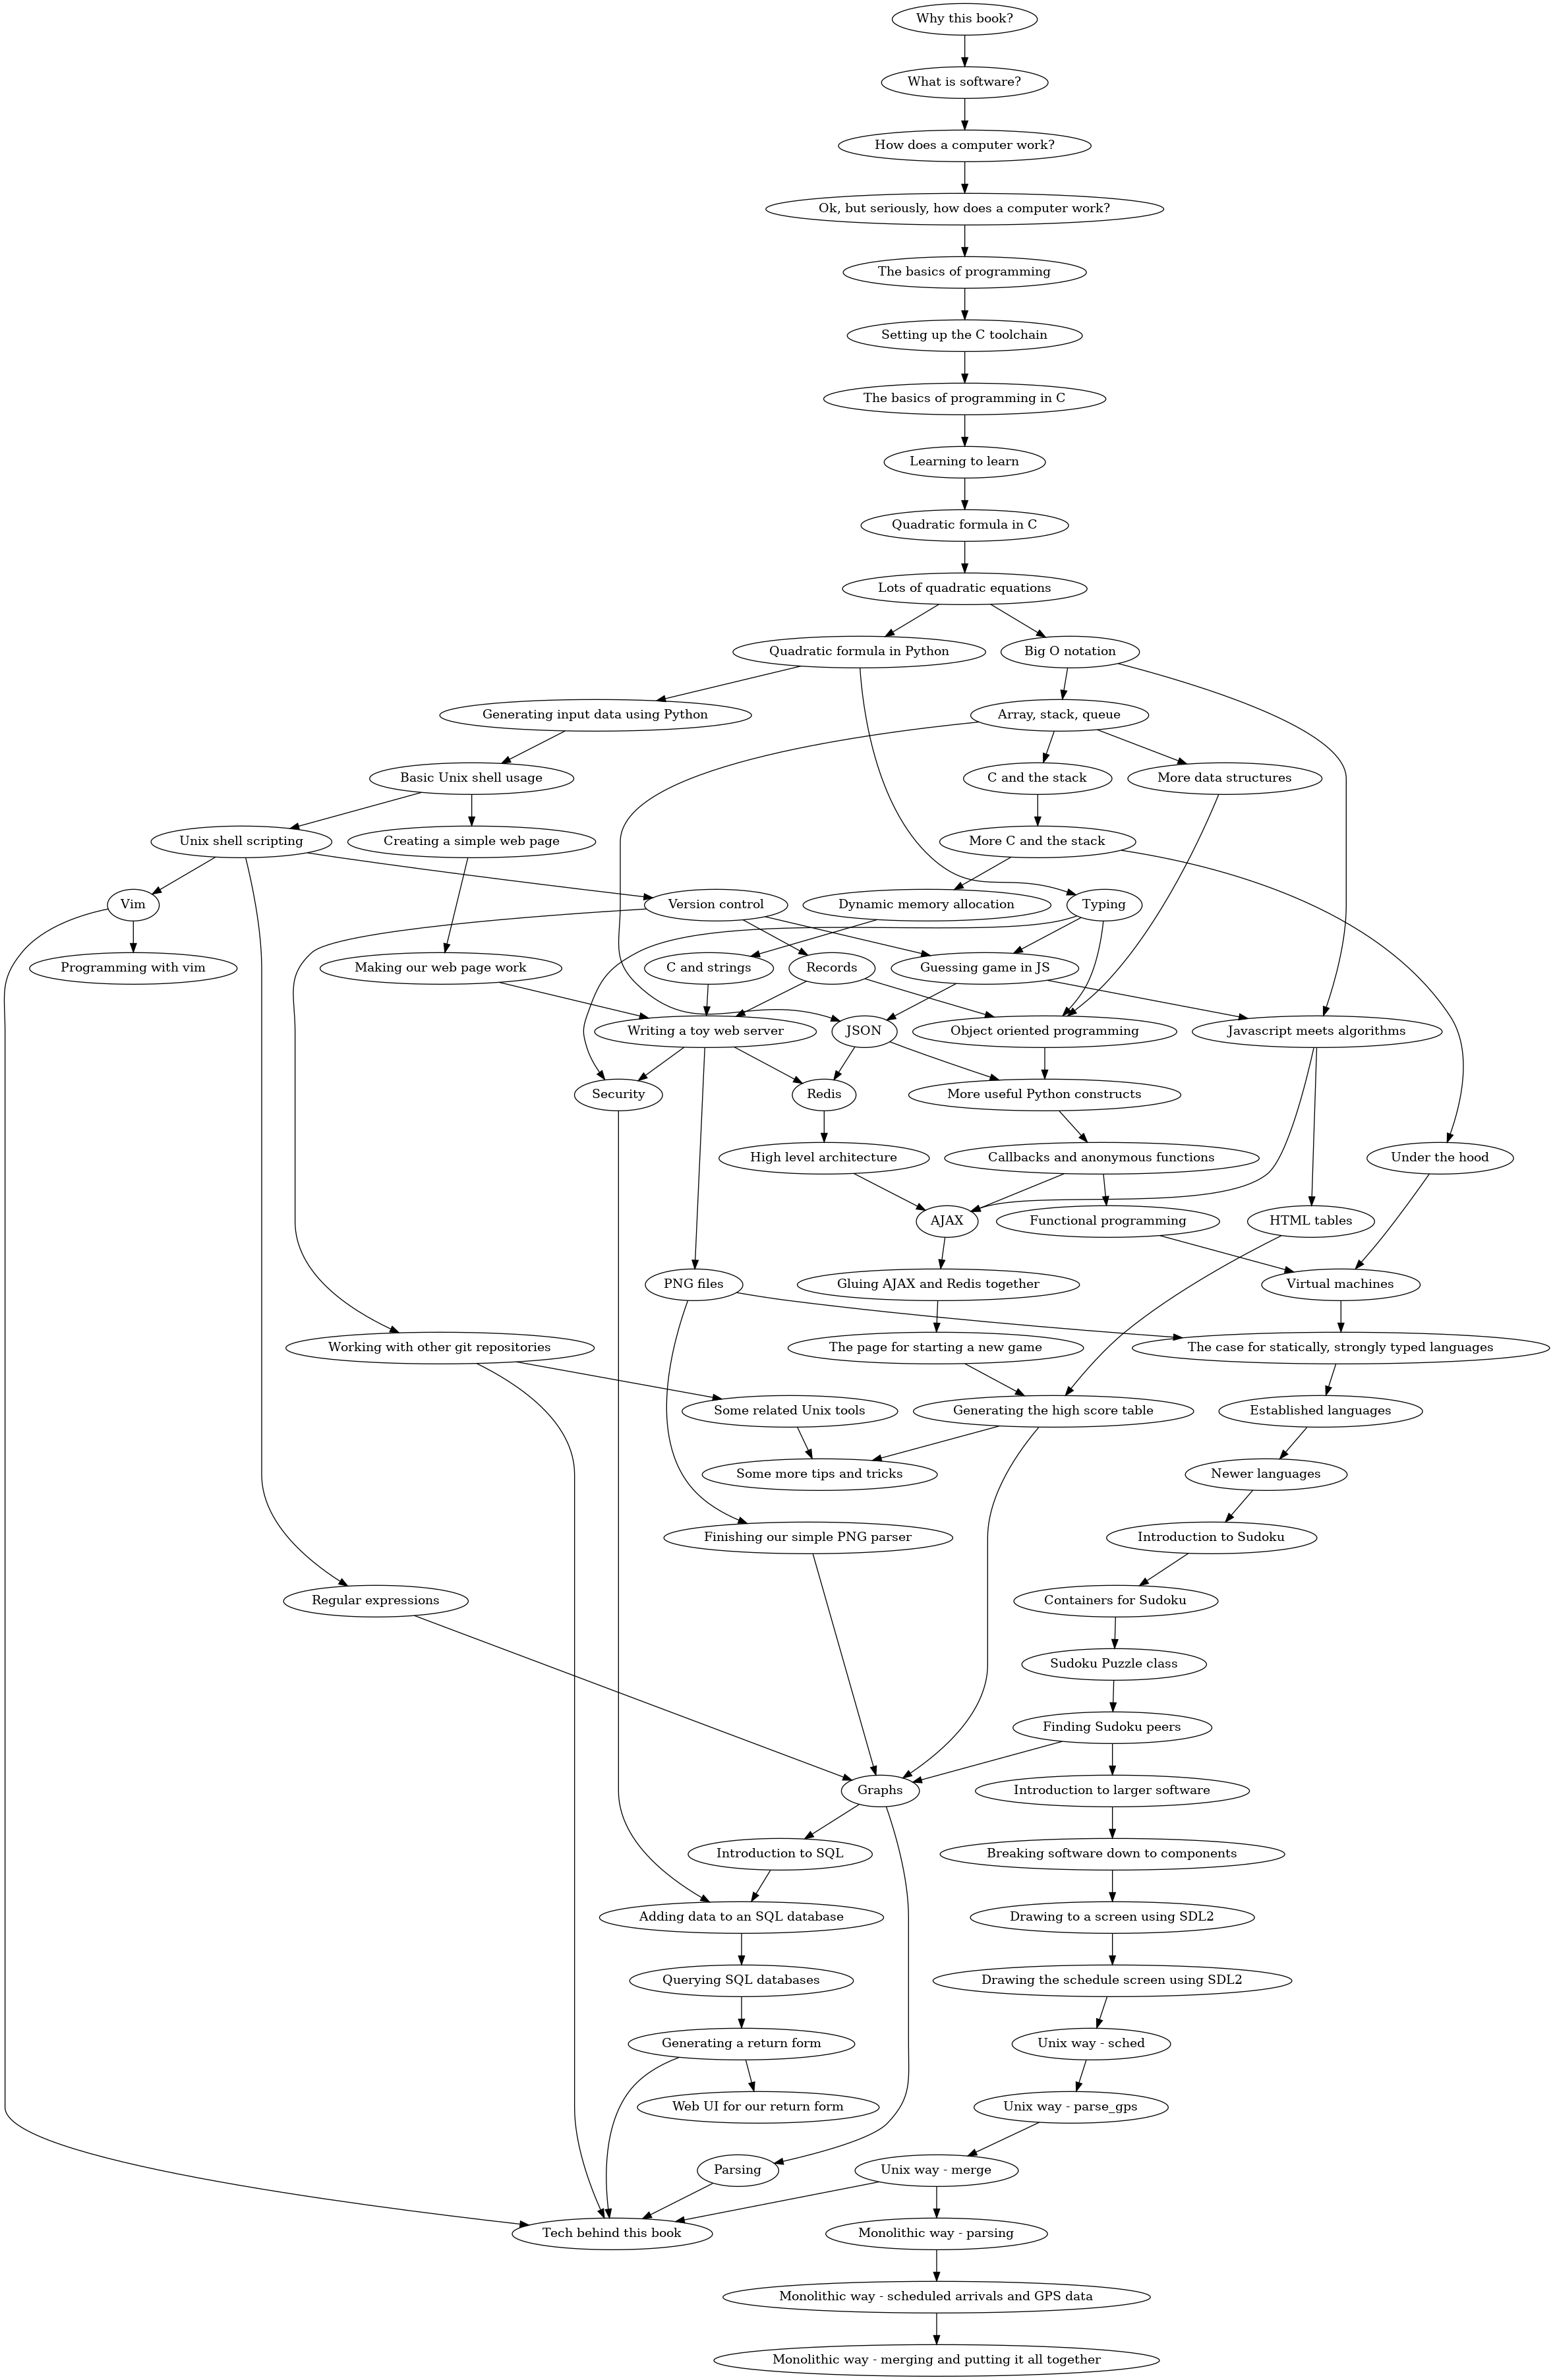 Why this book?
What is software?
How does a computer work?
Ok, but seriously, how does a computer work?
The basics of programming
Setting up the C toolchain
The basics of programming in C
Learning to learn
Quadratic formula in C
Lots of quadratic equations
Quadratic formula in Python
Big O notation
Generating input data using Python
Array, stack, queue
Basic Unix shell usage
C and the stack
More data structures
Unix shell scripting
Creating a simple web page
More C and the stack
Vim
Version control
Dynamic memory allocation
Typing
Programming with vim
Making our web page work
C and strings
Records
Guessing game in JS
Writing a toy web server
JSON
Object oriented programming
Javascript meets algorithms
Security
Redis
More useful Python constructs
High level architecture
Callbacks and anonymous functions
Under the hood
AJAX
Functional programming
HTML tables
PNG files
Gluing AJAX and Redis together
Virtual machines
Working with other git repositories
The page for starting a new game
The case for statically, strongly typed languages
Some related Unix tools
Generating the high score table
Established languages
Some more tips and tricks
Newer languages
Finishing our simple PNG parser
Introduction to Sudoku
Regular expressions
Containers for Sudoku
Sudoku Puzzle class
Finding Sudoku peers
Graphs
Introduction to larger software
Introduction to SQL
Breaking software down to components
Adding data to an SQL database
Drawing to a screen using SDL2
Querying SQL databases
Drawing the schedule screen using SDL2
Generating a return form
Unix way - sched
Web UI for our return form
Unix way - parse_gps
Parsing
Unix way - merge
Tech behind this book
Monolithic way - parsing
Monolithic way - scheduled arrivals and GPS data
Monolithic way - merging and putting it all together